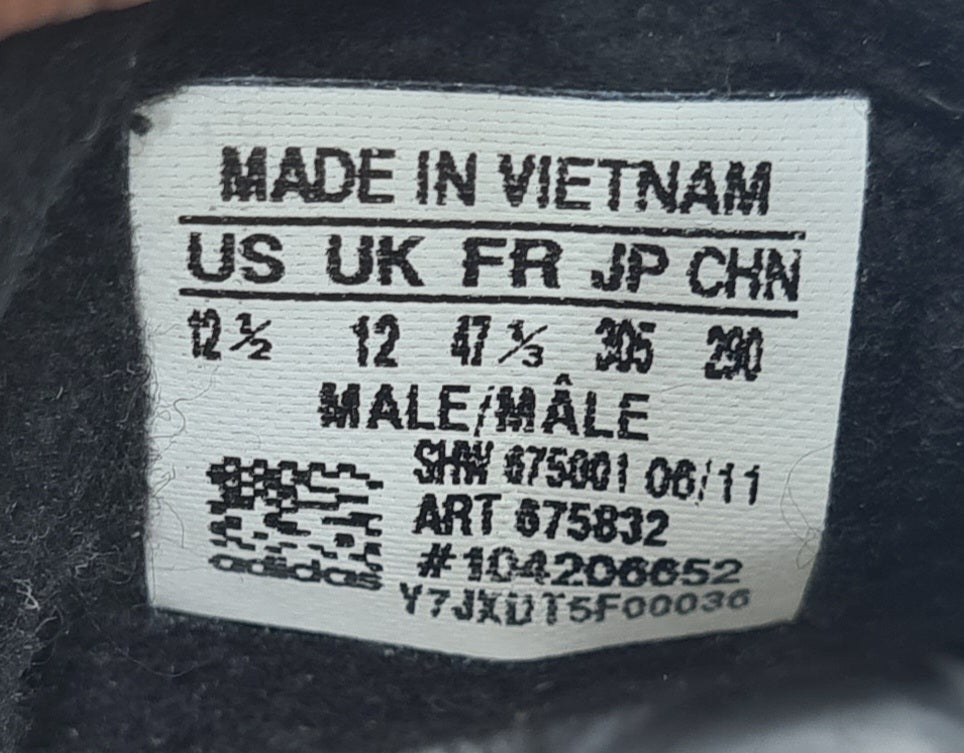 MADE IN VIETNAM
US UK FR JP CHN
12 ½ 12 47 ⅓ 305 290
MALE/MÂLE
SHW 675001 06/11
ART 675832
#104206652
adidas Y7JXUT5F00036